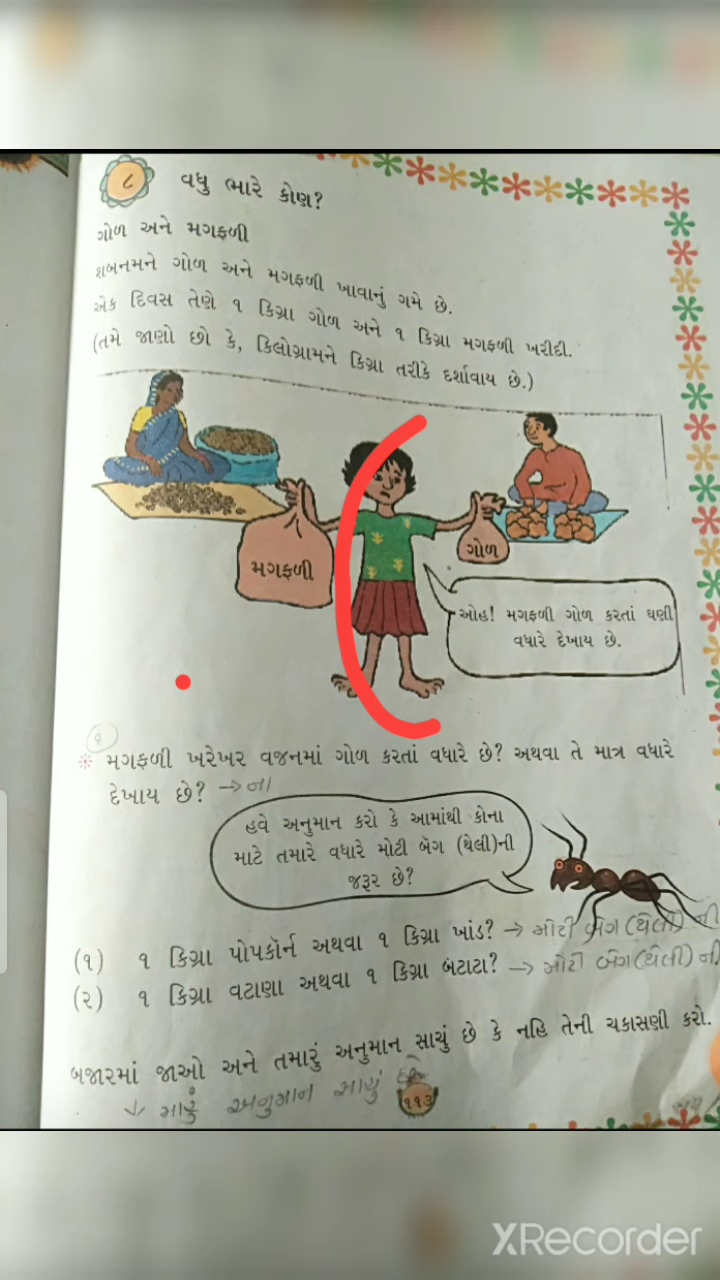 ૮ વધુ ભારે કોણ?
ગોળ અને મગફળી
શબનમને ગોળ અને મગફળી ખાવાનું ગમે છે.
એક દિવસ તેણે ૧ કિગ્રા ગોળ અને ૧ કિગ્રા મગફળી ખરીદી.
(તમે જાણો છો કે, કિલોગ્રામને કિગ્રા તરીકે દર્શાવાય છે.)
મગફળી
ગોળ
ઓહ! મગફળી ગોળ કરતાં ઘણી
વધારે દેખાય છે.
૧
મગફળી ખરેખર વજનમાં ગોળ કરતાં વધારે છે? અથવા તે માત્ર વધારે
દેખાય છે? → ના
હવે અનુમાન કરો કે આમાંથી કોના
માટે તમારે વધારે મોટી બૅગ (થેલી)ની
જરૂર છે?
(૧) ૧ કિગ્રા પોપકૉર્ન અથવા ૧ કિગ્રા ખાંડ? → મોટી બૅગ (થેલી) ની
(૨) ૧ કિગ્રા વટાણા અથવા ૧ કિગ્રા બટાટા? → મોટી બૅગ (થેલી) ની
બજારમાં જાઓ અને તમારું અનુમાન સાચું છે કે નહિ તેની ચકાસણી કરો.
↓ મારું અનુમાન સાચું છે
૧૧૩
XRecorder